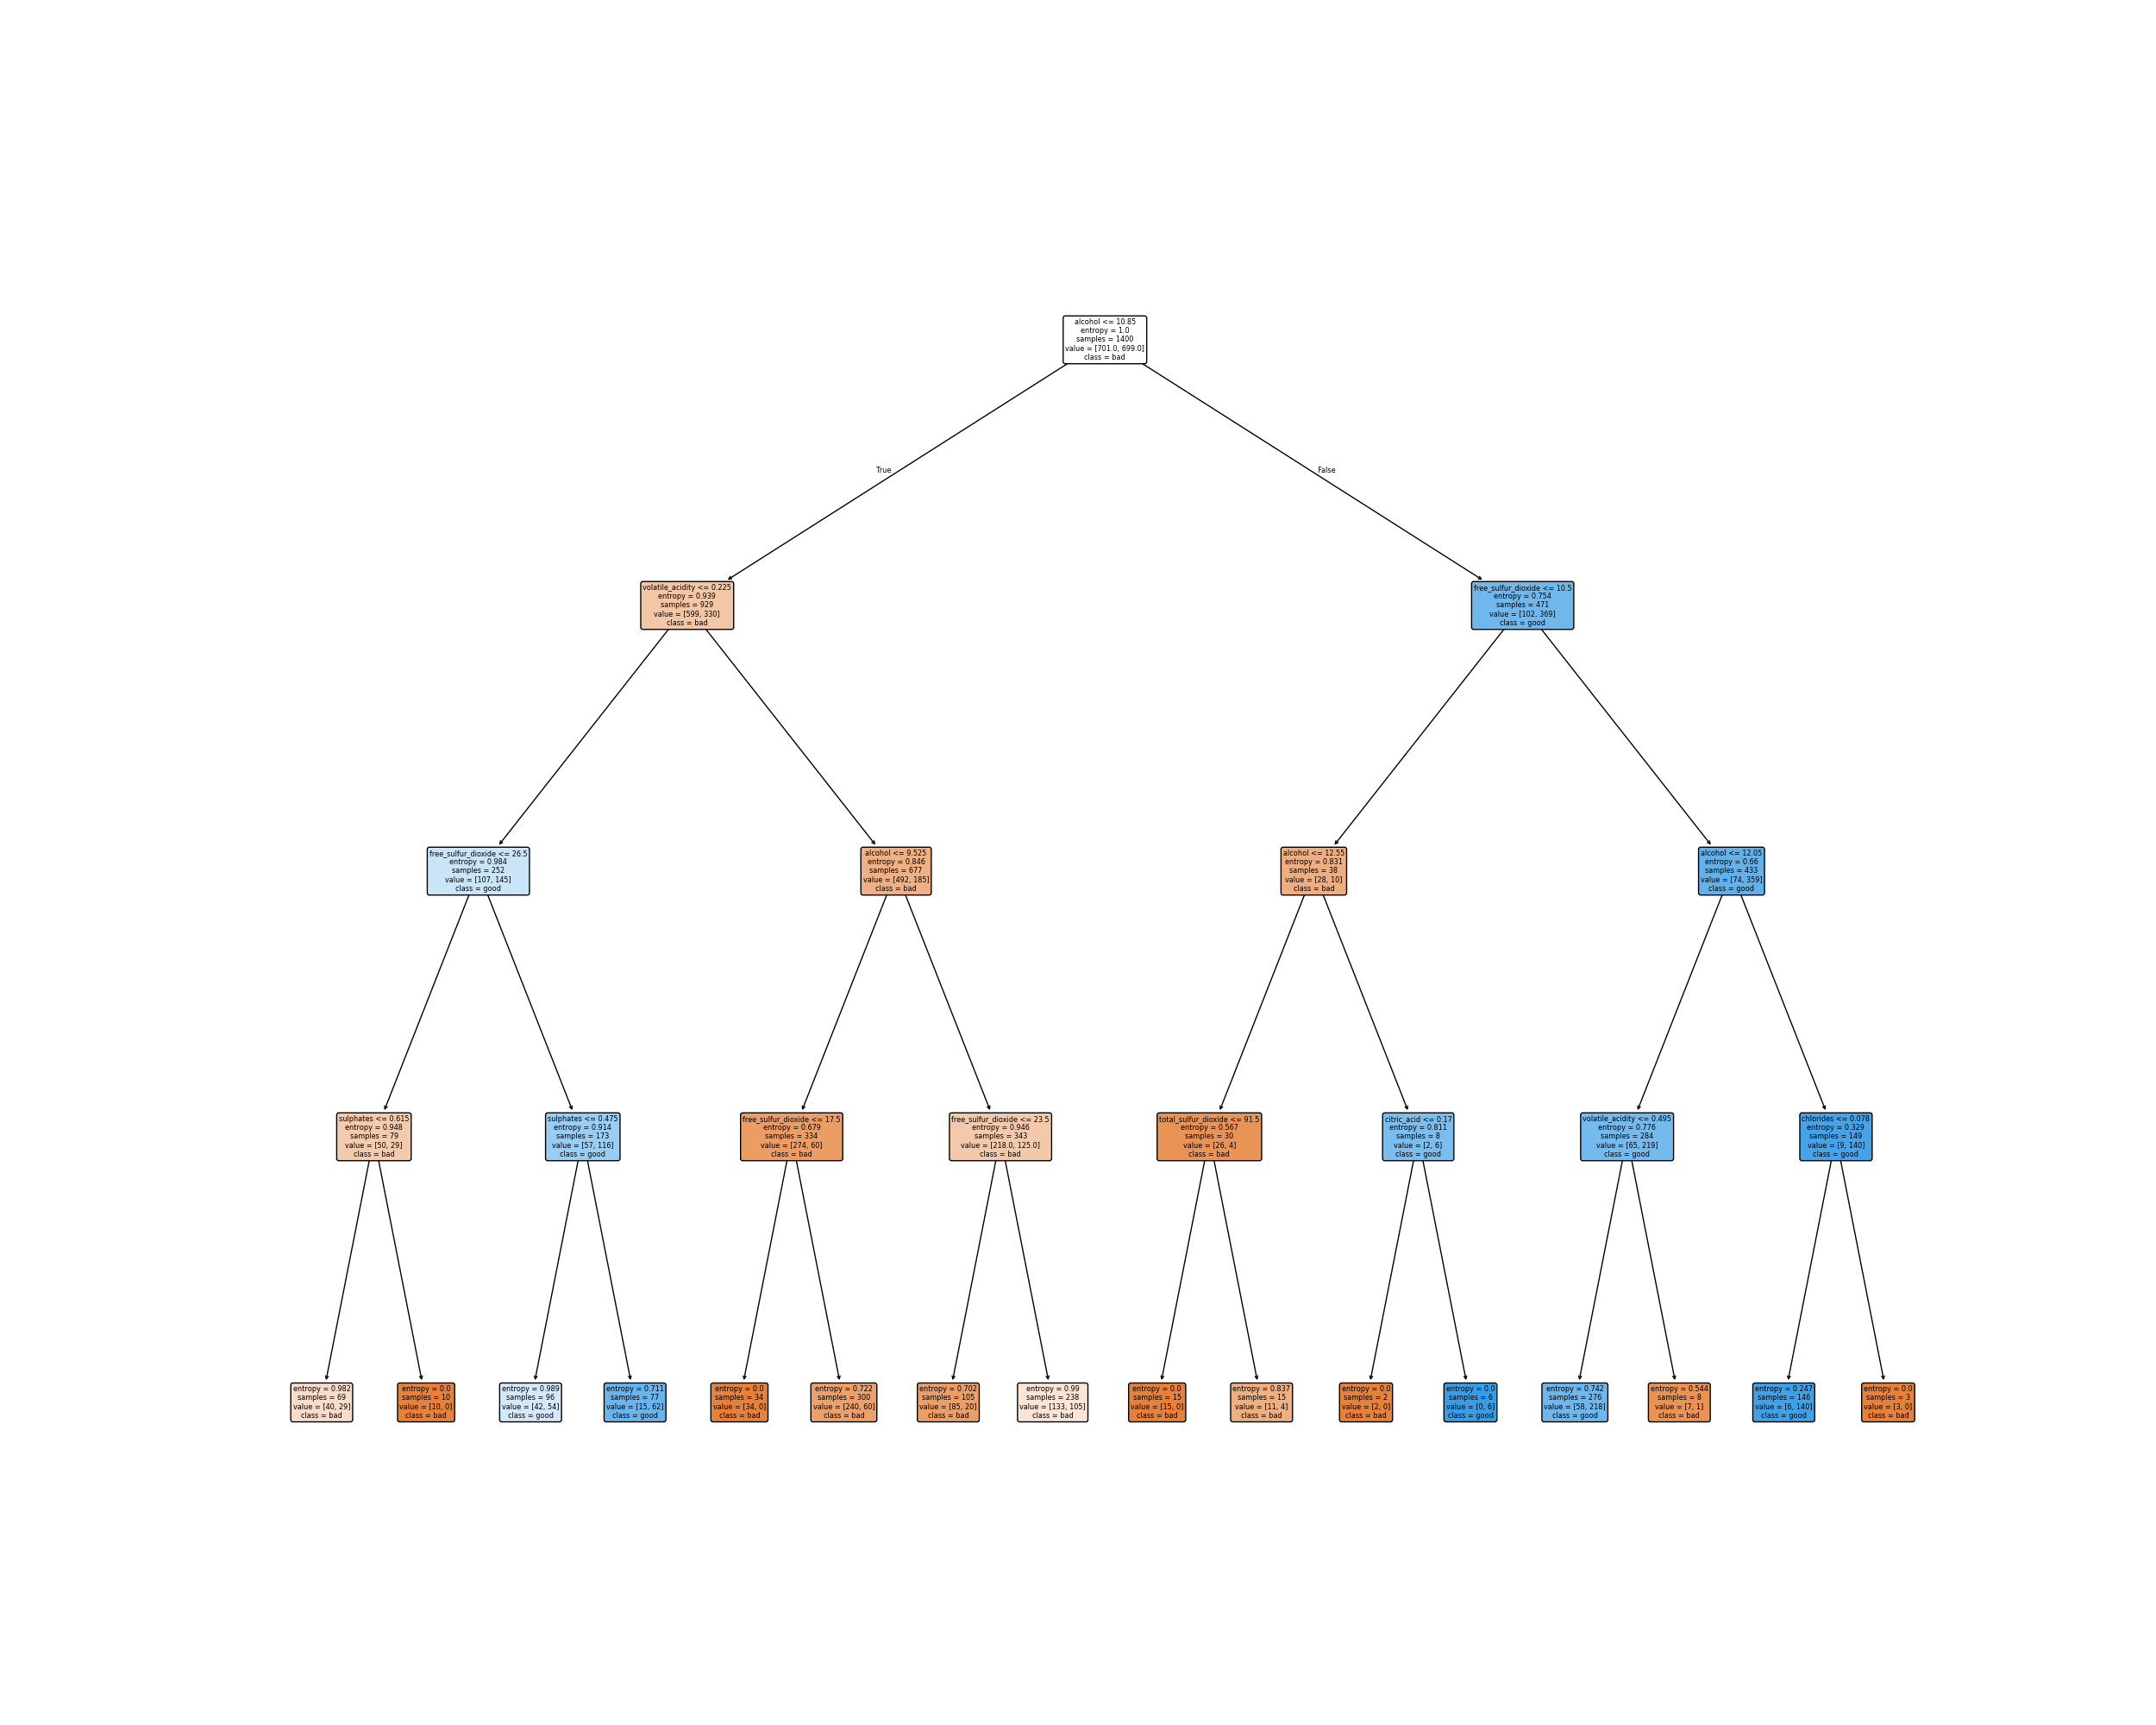 alcohol <= 10.85
entropy = 1.0
samples = 1400
value = [701.0, 699.0]
class = bad
True
False
volatile_acidity <= 0.225
entropy = 0.939
samples = 929
value = [599, 330]
class = bad
free_sulfur_dioxide <= 10.5
entropy = 0.754
samples = 471
value = [102, 369]
class = good
free_sulfur_dioxide <= 26.5
entropy = 0.984
samples = 252
value = [107, 145]
class = good
alcohol <= 9.525
entropy = 0.846
samples = 677
value = [492, 185]
class = bad
alcohol <= 12.55
entropy = 0.831
samples = 38
value = [28, 10]
class = bad
alcohol <= 12.05
entropy = 0.66
samples = 433
value = [74, 359]
class = good
sulphates <= 0.615
entropy = 0.948
samples = 79
value = [50, 29]
class = bad
sulphates <= 0.475
entropy = 0.914
samples = 173
value = [57, 116]
class = good
free_sulfur_dioxide <= 17.5
entropy = 0.679
samples = 334
value = [274, 60]
class = bad
free_sulfur_dioxide <= 23.5
entropy = 0.946
samples = 343
value = [218.0, 125.0]
class = bad
total_sulfur_dioxide <= 91.5
entropy = 0.567
samples = 30
value = [26, 4]
class = bad
citric_acid <= 0.17
entropy = 0.811
samples = 8
value = [2, 6]
class = good
volatile_acidity <= 0.495
entropy = 0.776
samples = 284
value = [65, 219]
class = good
chlorides <= 0.078
entropy = 0.329
samples = 149
value = [9, 140]
class = good
entropy = 0.982
samples = 69
value = [40, 29]
class = bad
entropy = 0.0
samples = 10
value = [10, 0]
class = bad
entropy = 0.989
samples = 96
value = [42, 54]
class = good
entropy = 0.711
samples = 77
value = [15, 62]
class = good
entropy = 0.0
samples = 34
value = [34, 0]
class = bad
entropy = 0.722
samples = 300
value = [240, 60]
class = bad
entropy = 0.702
samples = 105
value = [85, 20]
class = bad
entropy = 0.99
samples = 238
value = [133, 105]
class = bad
entropy = 0.0
samples = 15
value = [15, 0]
class = bad
entropy = 0.837
samples = 15
value = [11, 4]
class = bad
entropy = 0.0
samples = 2
value = [2, 0]
class = bad
entropy = 0.0
samples = 6
value = [0, 6]
class = good
entropy = 0.742
samples = 276
value = [58, 218]
class = good
entropy = 0.544
samples = 8
value = [7, 1]
class = bad
entropy = 0.247
samples = 146
value = [6, 140]
class = good
entropy = 0.0
samples = 3
value = [3, 0]
class = bad